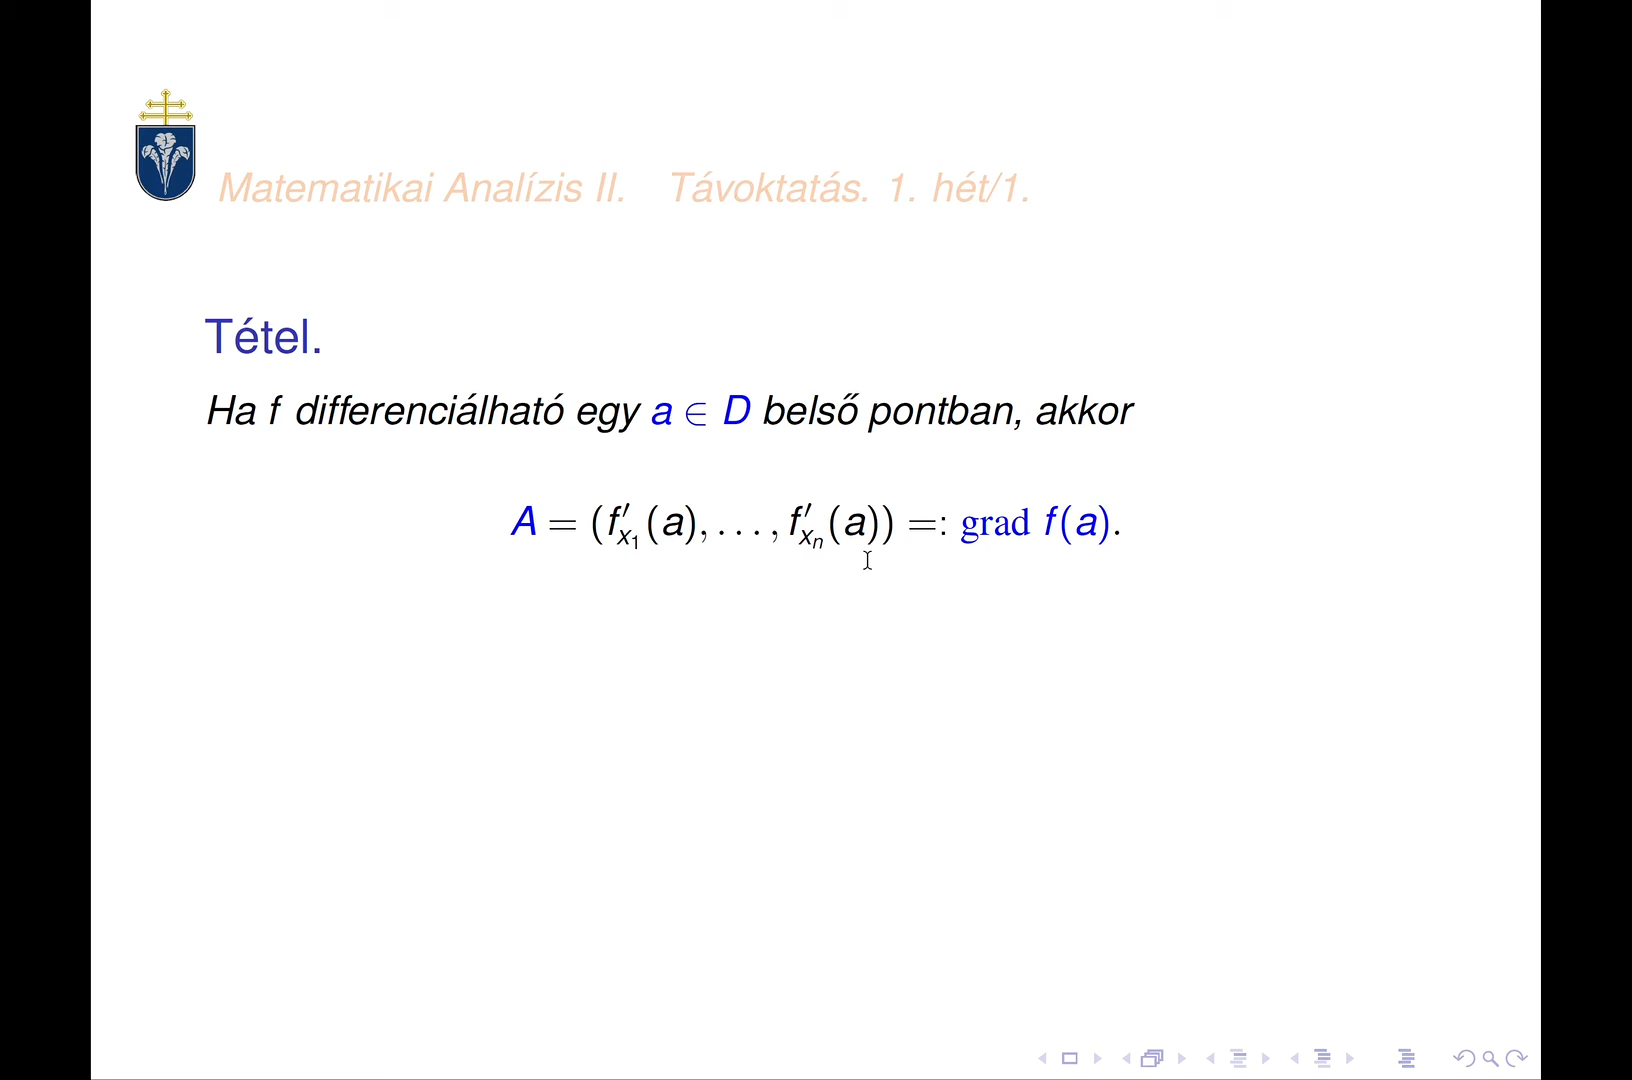 Matematikai Analízis II. Távoktatás. 1. hét/1.
Tétel.
Ha f differenciálható egy a ∈ D belső pontban, akkor
A = (f′ₓ₁(a), . . . , f′ₓₙ(a)) =: grad f(a).